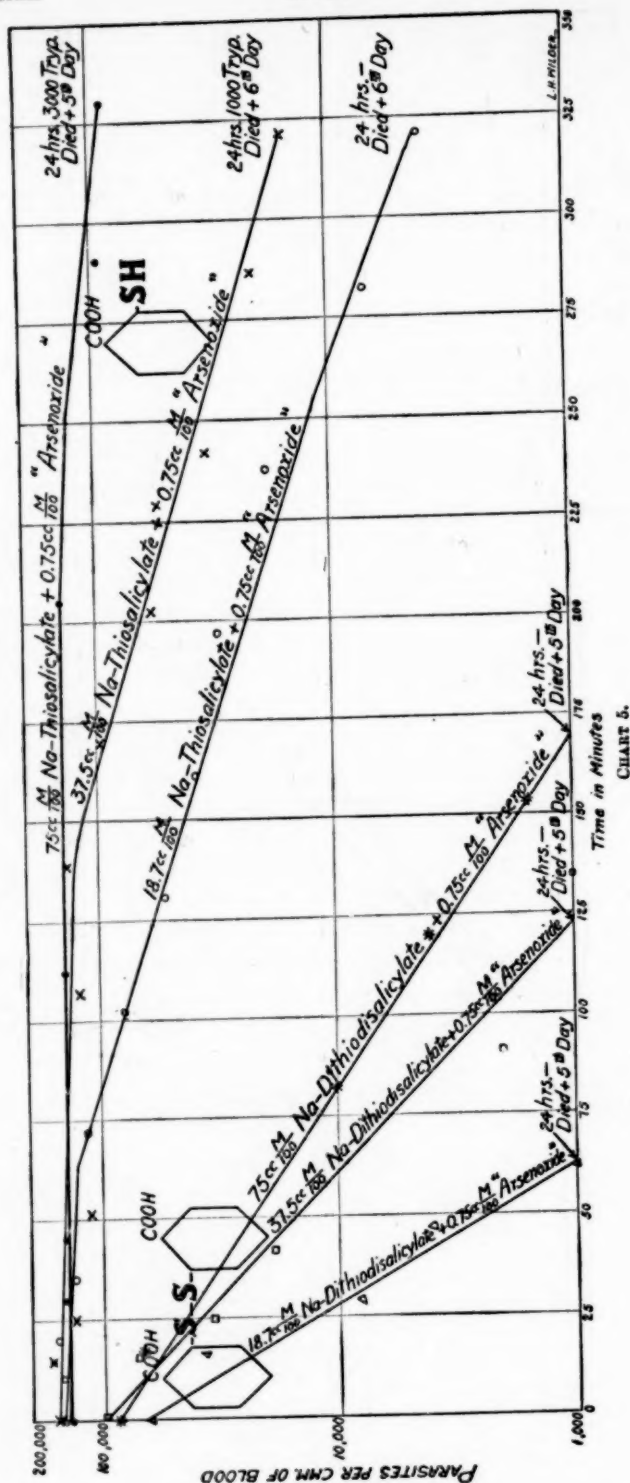 PARASITES PER CMM. OF BLOOD
200,000
100,000
10,000
1,000
75cc M/100 Na-Thiosalicylate + 0.75cc M/100 "Arsenoxide"
24 hrs. 3000 Tryp.
Died + 5th Day
37.5cc M/100 Na-Thiosalicylate + 0.75cc M/100 "Arsenoxide"
24 hrs. 1000 Tryp.
Died + 6th Day
18.7cc M/100 Na-Thiosalicylate + 0.75cc M/100 "Arsenoxide"
24 hrs.—
Died + 6th Day
COOH
SH
75cc M/100 Na-Dithiodisalicylate + 0.75cc M/100 "Arsenoxide"
24 hrs.—
Died + 5th Day
37.5cc M/100 Na-Dithiodisalicylate + 0.75cc M/100 "Arsenoxide"
24 hrs.—
Died + 5th Day
18.7cc M/100 Na-Dithiodisalicylate + 0.75cc M/100 "Arsenoxide"
24 hrs.—
Died + 5th Day
COOH
S-S
COOH
4
L.H. WILDER
0 25 50 75 100 125 150 175 200 225 250 275 300 325 350
Time in Minutes
CHART 5.